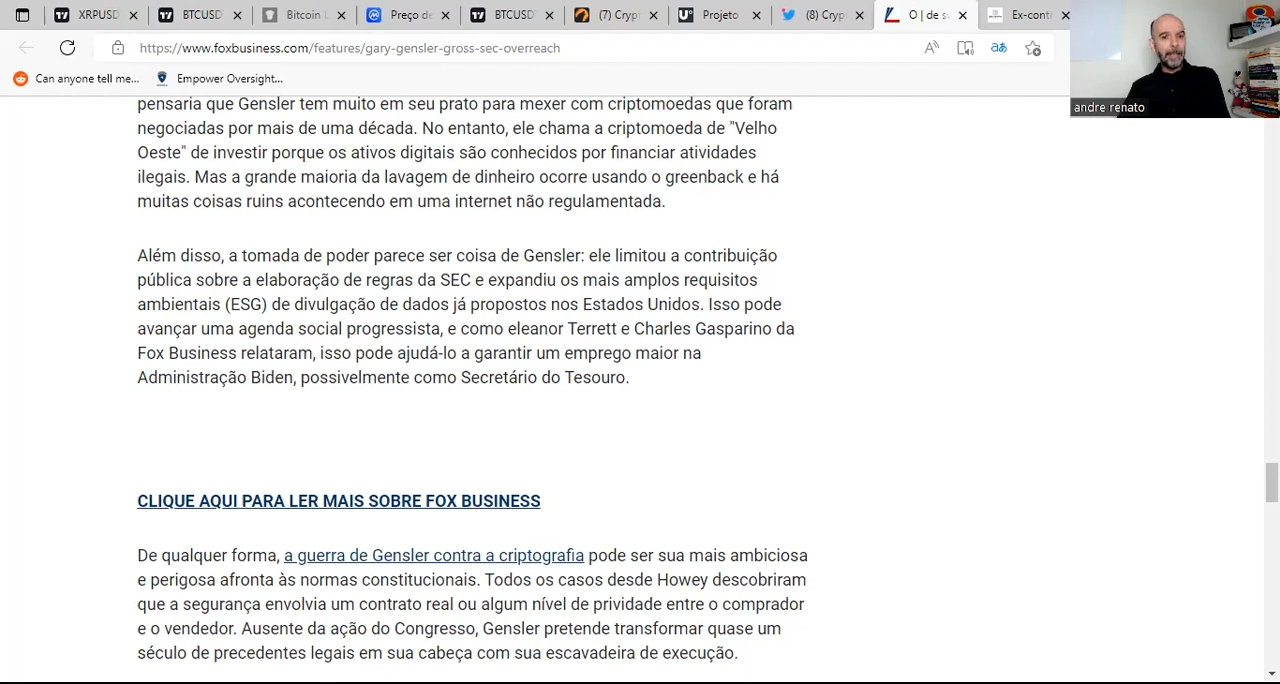 XRPUSD
BTCUSD
Bitcoin L
Preço de
BTCUSDT
(7) Cryp
Projeto
(8) Cryp
O | de s
Ex-cont
https://www.foxbusiness.com/features/gary-gensler-gross-sec-overreach
Can anyone tell me...
Empower Oversight...
andre renato
pensaria que Gensler tem muito em seu prato para mexer com criptomoedas que foram
negociadas por mais de uma década. No entanto, ele chama a criptomoeda de "Velho
Oeste" de investir porque os ativos digitais são conhecidos por financiar atividades
ilegais. Mas a grande maioria da lavagem de dinheiro ocorre usando o greenback e há
muitas coisas ruins acontecendo em uma internet não regulamentada.
Além disso, a tomada de poder parece ser coisa de Gensler: ele limitou a contribuição
pública sobre a elaboração de regras da SEC e expandiu os mais amplos requisitos
ambientais (ESG) de divulgação de dados já propostos nos Estados Unidos. Isso pode
avançar uma agenda social progressista, e como eleanor Terrett e Charles Gasparino da
Fox Business relataram, isso pode ajudá-lo a garantir um emprego maior na
Administração Biden, possivelmente como Secretário do Tesouro.
CLIQUE AQUI PARA LER MAIS SOBRE FOX BUSINESS
De qualquer forma, a guerra de Gensler contra a criptografia pode ser sua mais ambiciosa
e perigosa afronta às normas constitucionais. Todos os casos desde Howey descobriram
que a segurança envolvia um contrato real ou algum nível de prividade entre o comprador
e o vendedor. Ausente da ação do Congresso, Gensler pretende transformar quase um
século de precedentes legais em sua cabeça com sua escavadeira de execução.